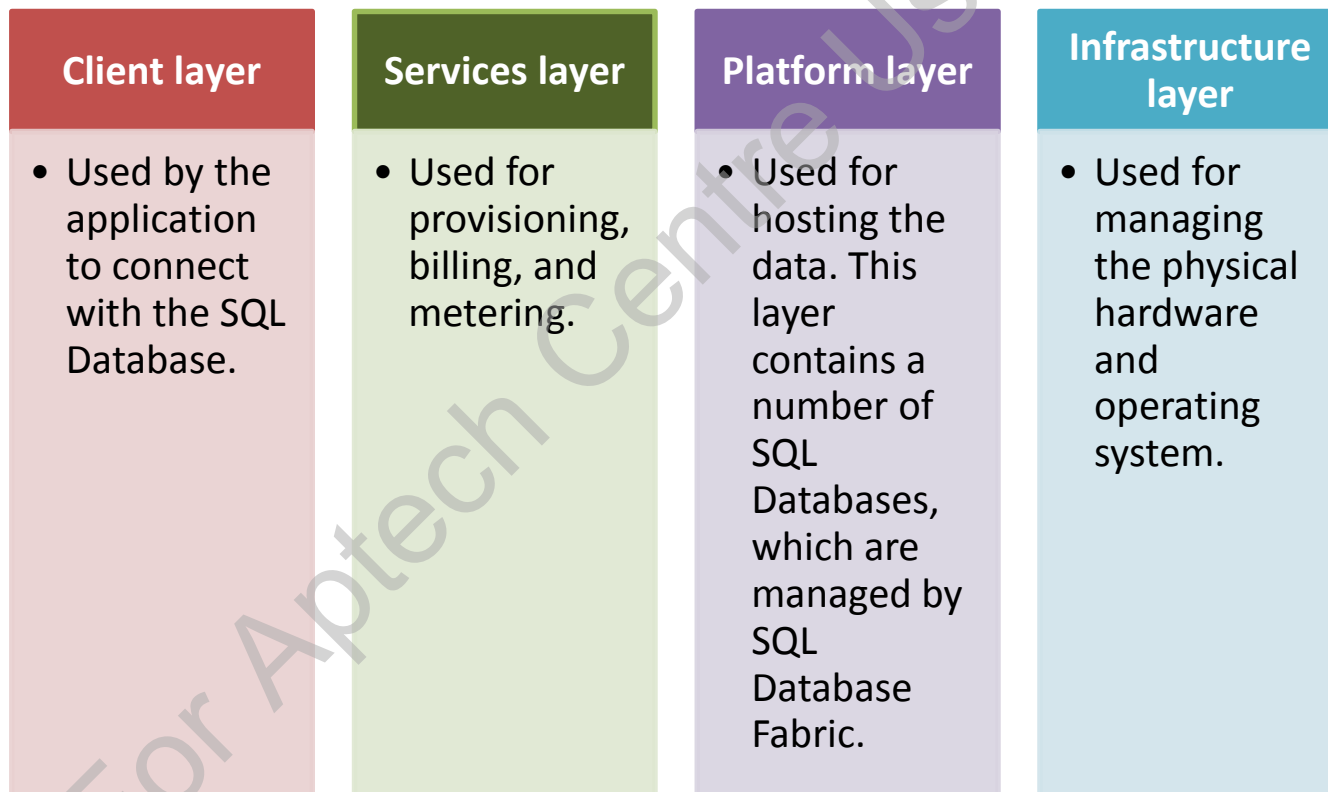 Client layer
• Used by the
application
to connect
with the SQL
Database.
Services layer
• Used for
provisioning,
billing, and
metering.
Platform layer
• Used for
hosting the
data. This
layer
contains a
number of
SQL
Databases,
which are
managed by
SQL
Database
Fabric.
Infrastructure
layer
• Used for
managing
the physical
hardware
and
operating
system.
For Aptech Centre